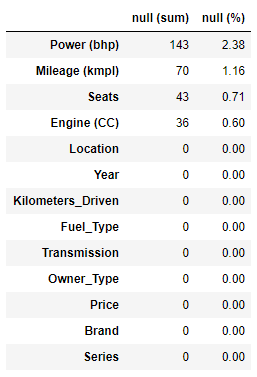 null (sum) null (%)
Power (bhp) 143 2.38
Mileage (kmpl) 70 1.16
Seats 43 0.71
Engine (CC) 36 0.60
Location 0 0.00
Year 0 0.00
Kilometers_Driven 0 0.00
Fuel_Type 0 0.00
Transmission 0 0.00
Owner_Type 0 0.00
Price 0 0.00
Brand 0 0.00
Series 0 0.00